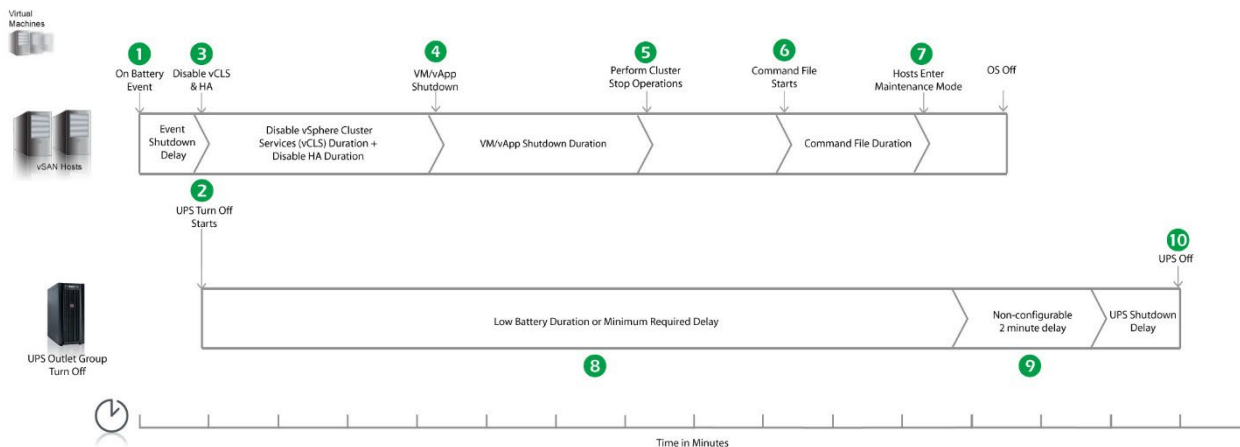 Virtual
Machines
1
On Battery
Event
3
Disable vCLS
& HA
4
VM/vApp
Shutdown
5
Perform Cluster
Stop Operations
6
Command File
Starts
7
Hosts Enter
Maintenance Mode
OS Off
vSAN Hosts
Event
Shutdown
Delay
Disable vSphere Cluster
Services (vCLS) Duration +
Disable HA Duration
VM/vApp Shutdown Duration
Command File Duration
2
UPS Turn Off
Starts
10
UPS Off
UPS Outlet Group
Turn Off
Low Battery Duration or Minimum Required Delay
Non-configurable
2 minute delay
UPS Shutdown
Delay
8
9
Time in Minutes